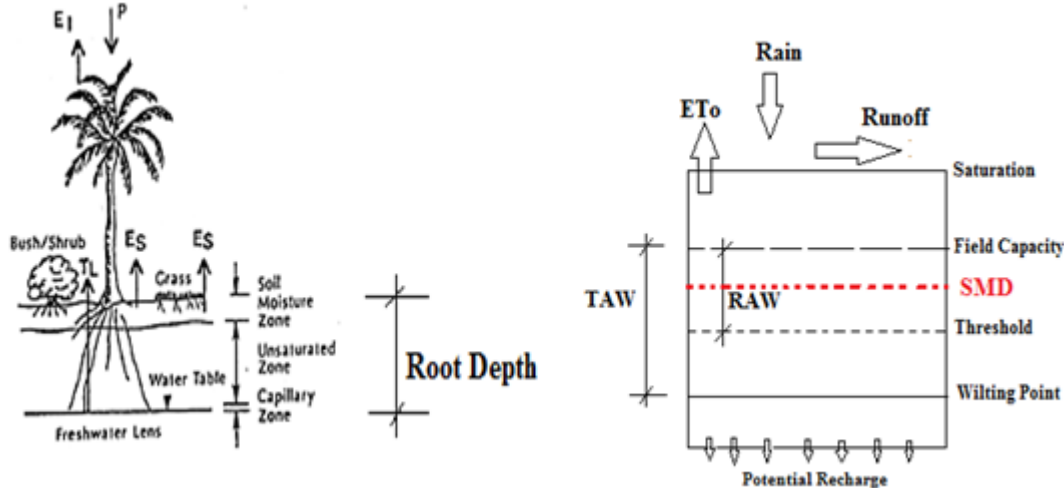 EI
P
Bush/Shrub
TL
ES
Grass
ES
Soil
Moisture
Zone
Unsaturated
Zone
Water Table
Capillary
Zone
Freshwater Lens
Root Depth
Rain
ETo
Runoff
Saturation
Field Capacity
SMD
TAW
RAW
Threshold
Wilting Point
Potential Recharge